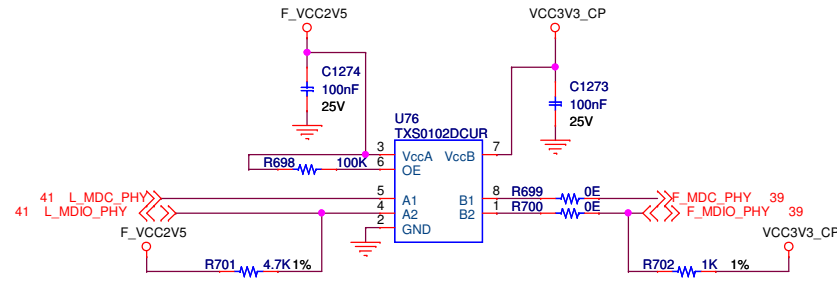 F_VCC2V5
VCC3V3_CP
C1274
100nF
25V
C1273
100nF
25V
U76
TXS0102DCUR
3 VccA VccB 7
R698 100K 6 OE
41 L_MDC_PHY 5 A1 B1 8 R699 0E F_MDC_PHY 39
41 L_MDIO_PHY 4 A2 B2 1 R700 0E F_MDIO_PHY 39
2 GND
F_VCC2V5
VCC3V3_CP
R701 4.7K 1%
R702 1K 1%